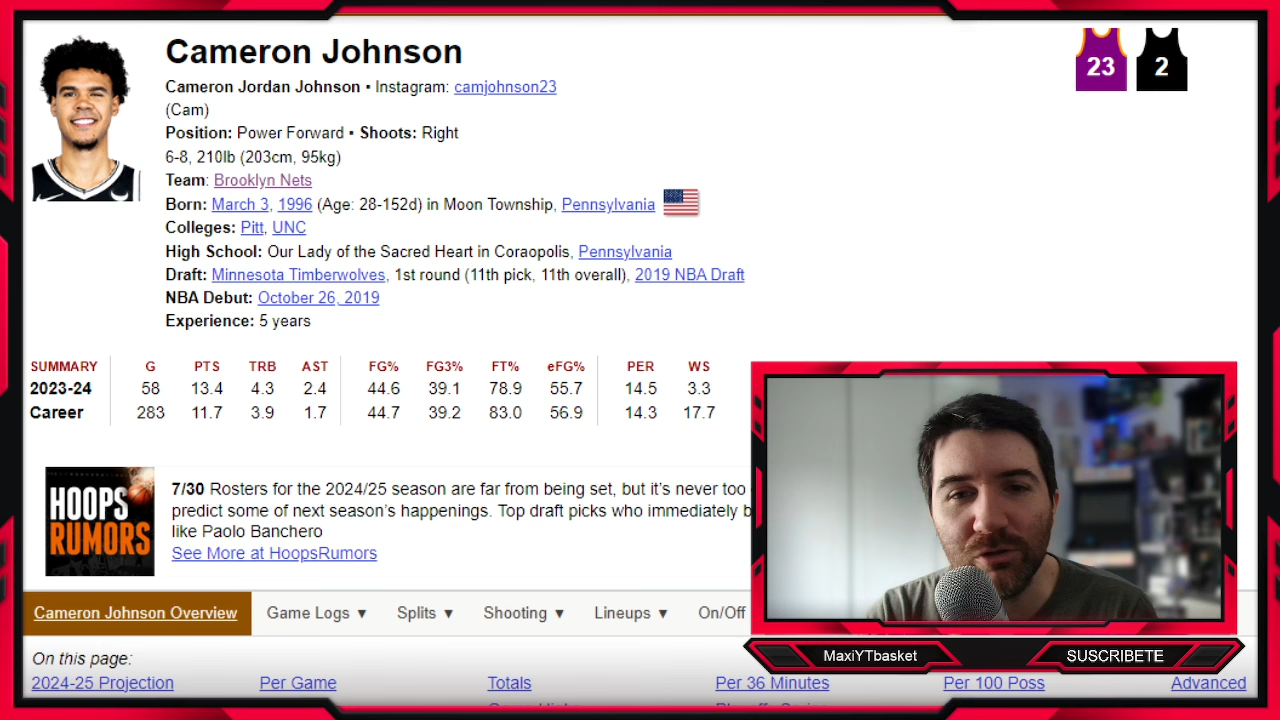 Cameron Johnson
23 2
Cameron Jordan Johnson ▪ Instagram: camjohnson23
(Cam)
Position: Power Forward ▪ Shoots: Right
6-8, 210lb (203cm, 95kg)
Team: Brooklyn Nets
Born: March 3, 1996 (Age: 28-152d) in Moon Township, Pennsylvania
Colleges: Pitt, UNC
High School: Our Lady of the Sacred Heart in Coraopolis, Pennsylvania
Draft: Minnesota Timberwolves, 1st round (11th pick, 11th overall), 2019 NBA Draft
NBA Debut: October 26, 2019
Experience: 5 years
SUMMARY G PTS TRB AST FG% FG3% FT% eFG% PER WS
2023-24 58 13.4 4.3 2.4 44.6 39.1 78.9 55.7 14.5 3.3
Career 283 11.7 3.9 1.7 44.7 39.2 83.0 56.9 14.3 17.7
HOOPS
RUMORS
7/30 Rosters for the 2024/25 season are far from being set, but it’s never too
predict some of next season’s happenings. Top draft picks who immediately
like Paolo Banchero
See More at HoopsRumors
Cameron Johnson Overview Game Logs ▼ Splits ▼ Shooting ▼ Lineups ▼ On/Off
MaxiYTbasket SUSCRIBETE
On this page:
2024-25 Projection Per Game Totals Per 36 Minutes Per 100 Poss Advanced